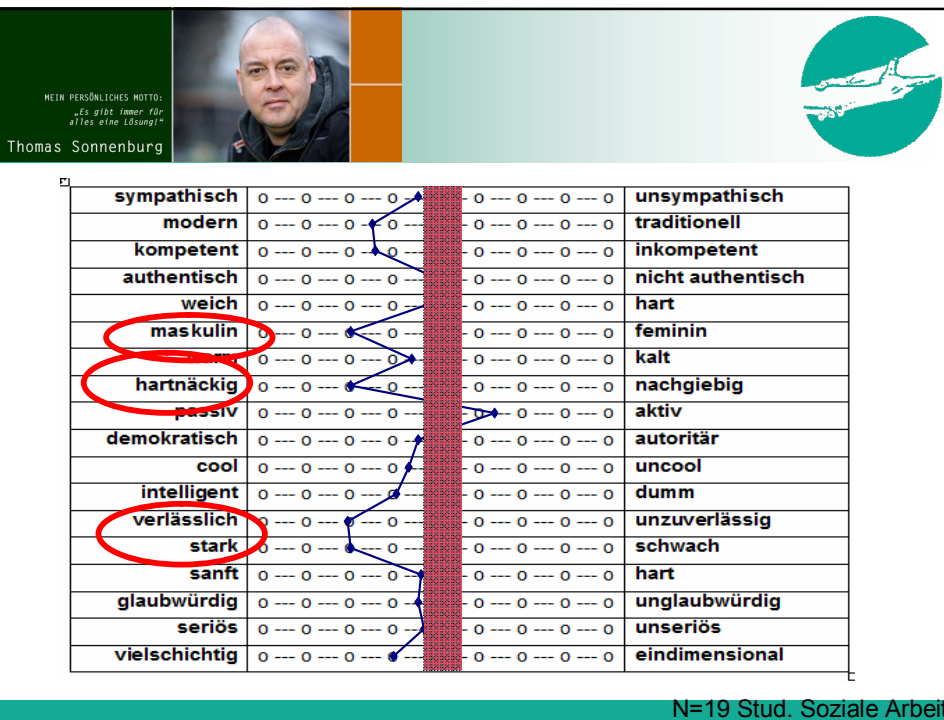 MEIN PERSÖNLICHES MOTTO:
„Es gibt immer für
alles eine Lösung!“
Thomas Sonnenburg
sympathisch o --- o --- o --- o --- - o --- o --- o --- o unsympathisch
modern o --- o --- o --- o --- - o --- o --- o --- o traditionell
kompetent o --- o --- o --- o --- - o --- o --- o --- o inkompetent
authentisch o --- o --- o --- o --- - o --- o --- o --- o nicht authentisch
weich o --- o --- o --- o --- - o --- o --- o --- o hart
maskulin o --- o --- o --- o --- - o --- o --- o --- o feminin
warm o --- o --- o --- o --- - o --- o --- o --- o kalt
hartnäckig o --- o --- o --- o --- - o --- o --- o --- o nachgiebig
passiv o --- o --- o --- o --- - o --- o --- o --- o aktiv
demokratisch o --- o --- o --- o --- - o --- o --- o --- o autoritär
cool o --- o --- o --- o --- - o --- o --- o --- o uncool
intelligent o --- o --- o --- o --- - o --- o --- o --- o dumm
verlässlich o --- o --- o --- o --- - o --- o --- o --- o unzuverlässig
stark o --- o --- o --- o --- - o --- o --- o --- o schwach
sanft o --- o --- o --- o --- - o --- o --- o --- o hart
glaubwürdig o --- o --- o --- o --- - o --- o --- o --- o unglaubwürdig
seriös o --- o --- o --- o --- - o --- o --- o --- o unseriös
vielschichtig o --- o --- o --- o --- - o --- o --- o --- o eindimensional
N=19 Stud. Soziale Arbeit